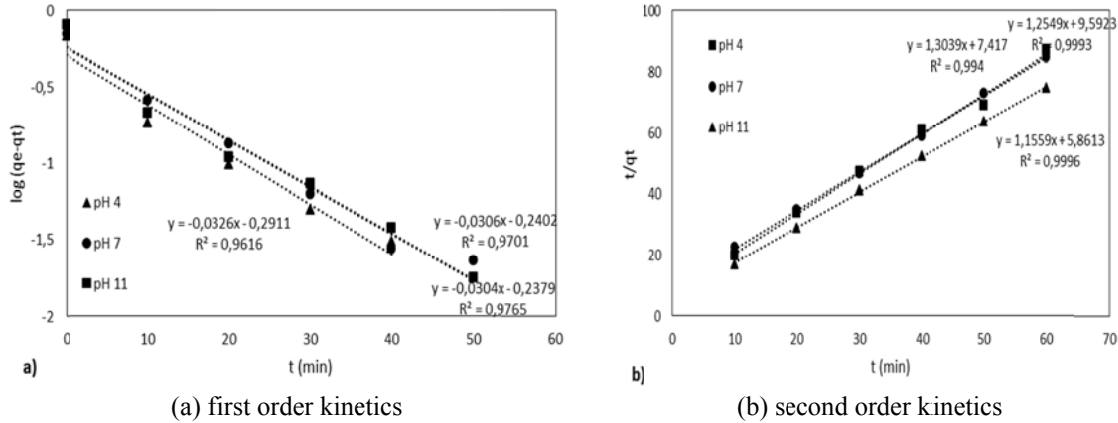 0
-0,5
-1
-1,5
-2
log (qe-qt)
pH 4
pH 7
pH 11
y = -0,0326x - 0,2911
R² = 0,9616
y = -0,0306x - 0,2402
R² = 0,9701
y = -0,0304x - 0,2379
R² = 0,9765
0 10 20 30 40 50 60
t (min)
a)
(a) first order kinetics
100
80
60
40
20
0
t/qt
pH 4
pH 7
pH 11
y = 1,3039x + 7,417
R² = 0,994
y = 1,2549x + 9,5923
R² = 0,9993
y = 1,1559x + 5,8613
R² = 0,9996
0 10 20 30 40 50 60 70
t (min)
b)
(b) second order kinetics